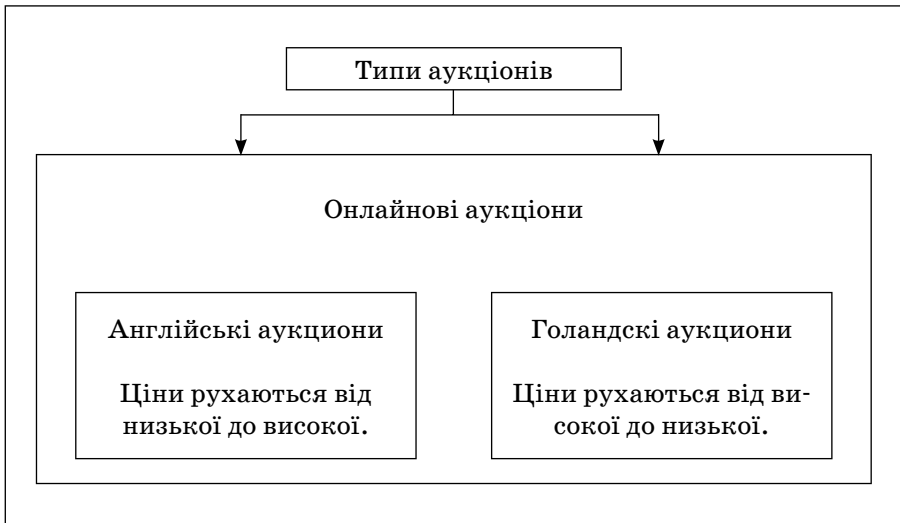 Типи аукціонів
Онлайнові аукціони
Англійські аукциони
Ціни рухаються від
низької до високої.
Голандскі аукциони
Ціни рухаються від ви-
сокої до низької.